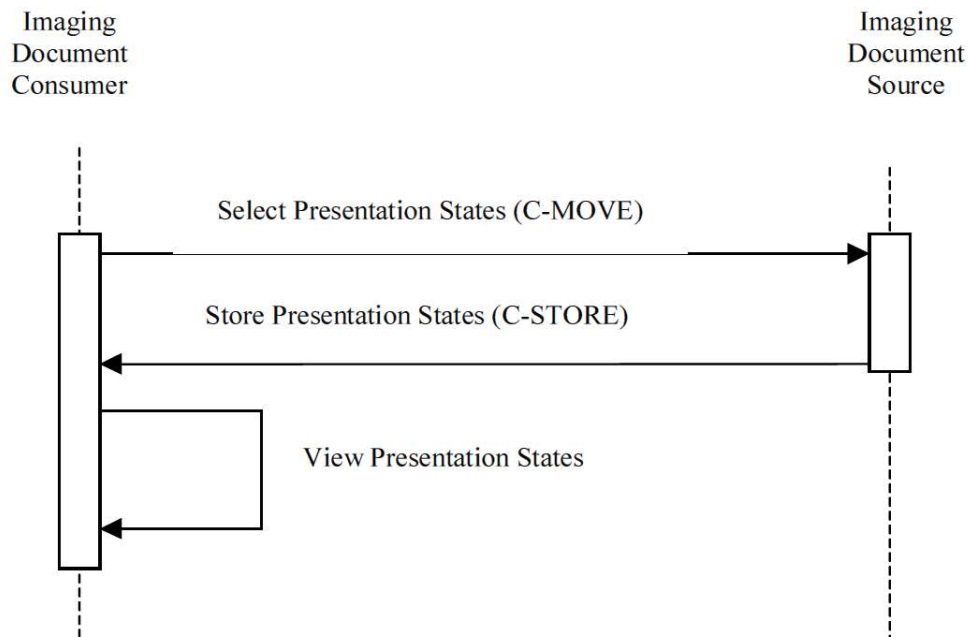 Imaging
Document
Consumer
Imaging
Document
Source
Select Presentation States (C-MOVE)
Store Presentation States (C-STORE)
View Presentation States